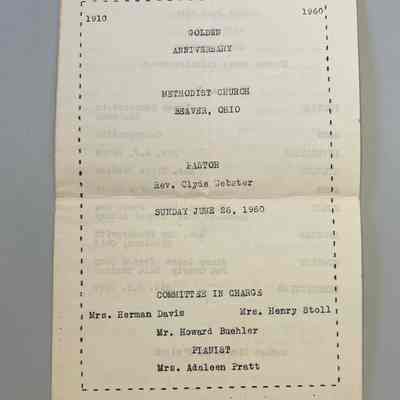 1910 1960
GOLDEN
ANNIVERSARY
METHODIST CHURCH
BEAVER, OHIO
PASTOR
Rev. Clyde Webster
SUNDAY JUNE 26, 1960
COMMITTEE IN CHARGE
Mrs. Herman Davis Mrs. Henry Stoll
Mr. Howard Buehler
PIANIST
Mrs. Adaleen Pratt